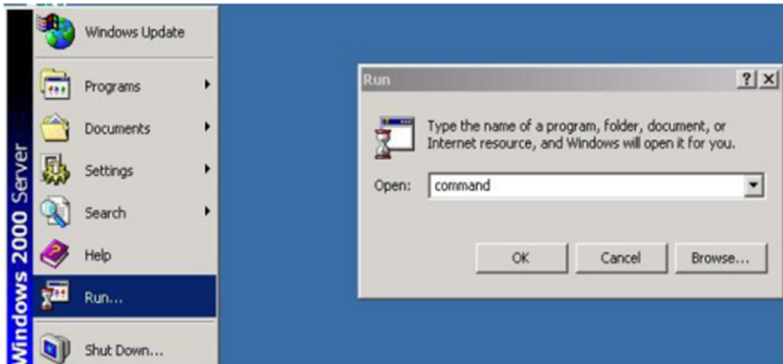 Windows 2000 Server
Windows Update
Programs
Documents
Settings
Search
Help
Run...
Shut Down...
Run
Type the name of a program, folder, document, or
Internet resource, and Windows will open it for you.
Open: command
OK Cancel Browse...